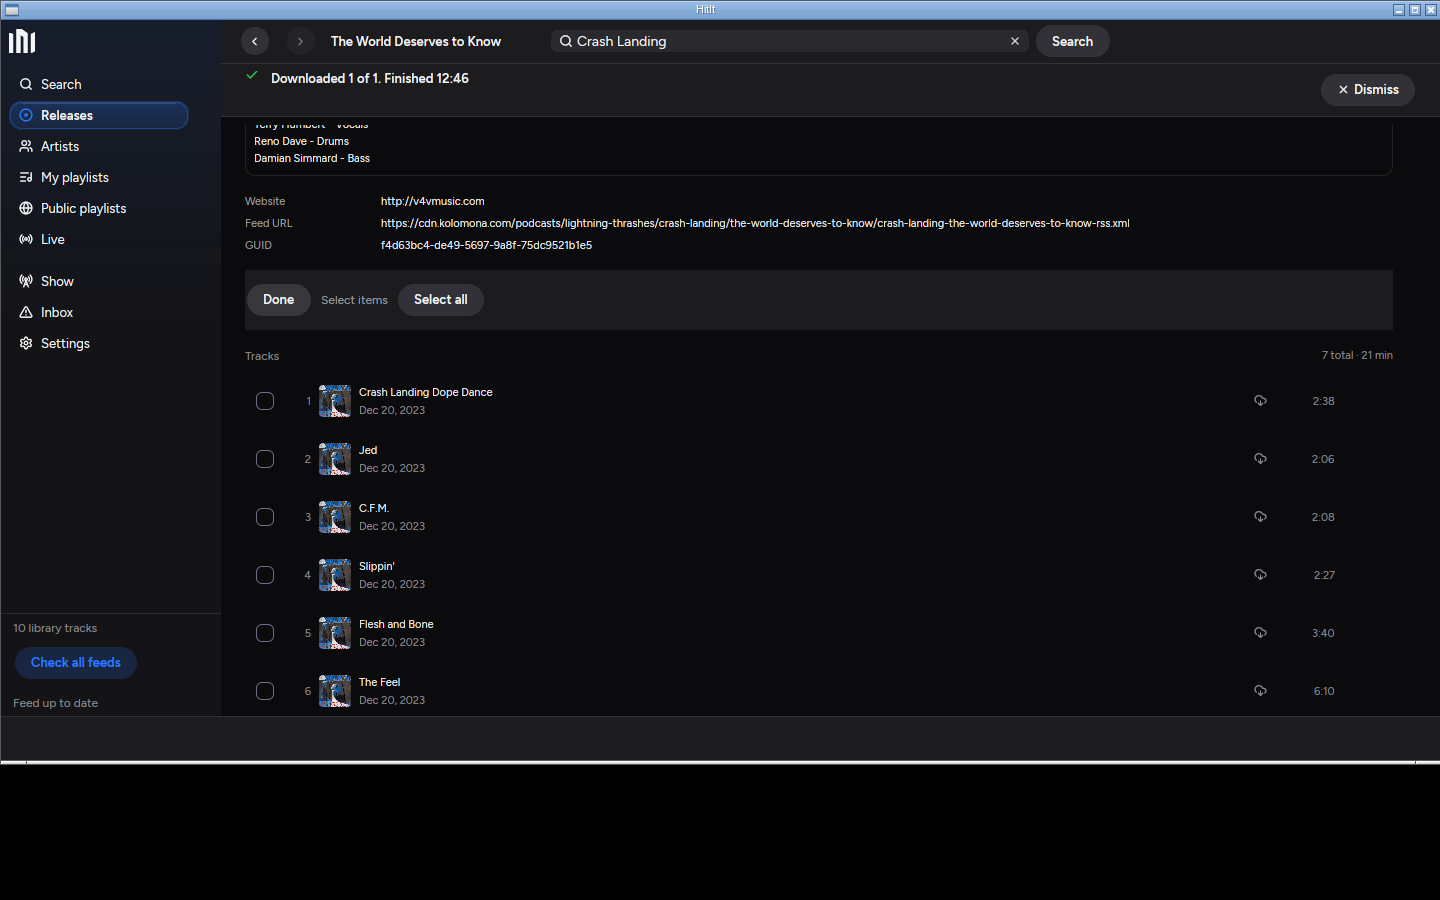 HitIt
The World Deserves to Know
Crash Landing
Search
Search
Releases
Artists
My playlists
Public playlists
Live
Show
Inbox
Settings
10 library tracks
Check all feeds
Feed up to date
Downloaded 1 of 1. Finished 12:46
Dismiss
Terry Humbert - Vocals
Reno Dave - Drums
Damian Simmard - Bass
Website http://v4vmusic.com
Feed URL https://cdn.kolomona.com/podcasts/lightning-thrashes/crash-landing/the-world-deserves-to-know/crash-landing-the-world-deserves-to-know-rss.xml
GUID f4d63bc4-de49-5697-9a8f-75dc9521b1e5
Done Select items Select all
Tracks 7 total · 21 min
1 Crash Landing Dope Dance 2:38
Dec 20, 2023
2 Jed 2:06
Dec 20, 2023
3 C.F.M. 2:08
Dec 20, 2023
4 Slippin' 2:27
Dec 20, 2023
5 Flesh and Bone 3:40
Dec 20, 2023
6 The Feel 6:10
Dec 20, 2023